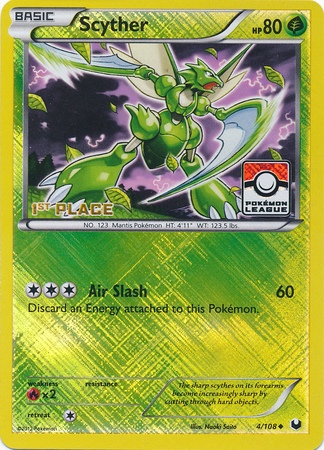 BASIC
Scyther
HP80
1ST PLACE
POKÉMON
LEAGUE
NO. 123 Mantis Pokémon HT: 4'11" WT: 123.5 lbs.
Air Slash 60
Discard an Energy attached to this Pokémon.
weakness resistance
×2
retreat
The sharp scythes on its forearms
become increasingly sharp by
cutting through hard objects.
©2012 Pokémon
Illus. Naoki Saito 4/108